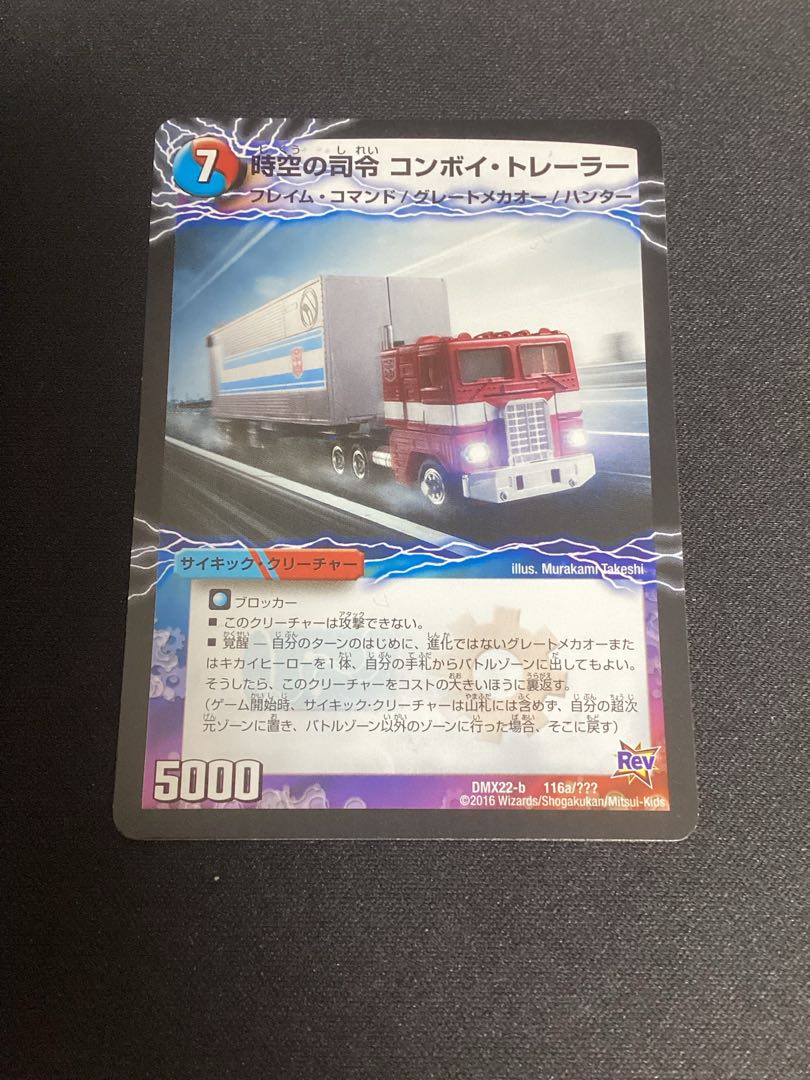 7
時空の司令 コンボイ・トレーラー
フレイム・コマンド/グレートメカオー/ハンター
サイキック・クリーチャー
illus. Murakami Takeshi
ブロッカー
■ このクリーチャーは攻撃できない。
■ 覚醒 ― 自分のターンのはじめに、進化ではないグレートメカオーまた
はキカイヒーローを1体、自分の手札からバトルゾーンに出してもよい。
そうしたら、このクリーチャーをコストの大きいほうに裏返す。
(ゲーム開始時、サイキック・クリーチャーは山札には含めず、自分の超次
元ゾーンに置き、バトルゾーン以外のゾーンに行った場合、そこに戻す)
Rev
5000
DMX22-b 116a/???
©2016 Wizards/Shogakukan/Mitsui-Kids